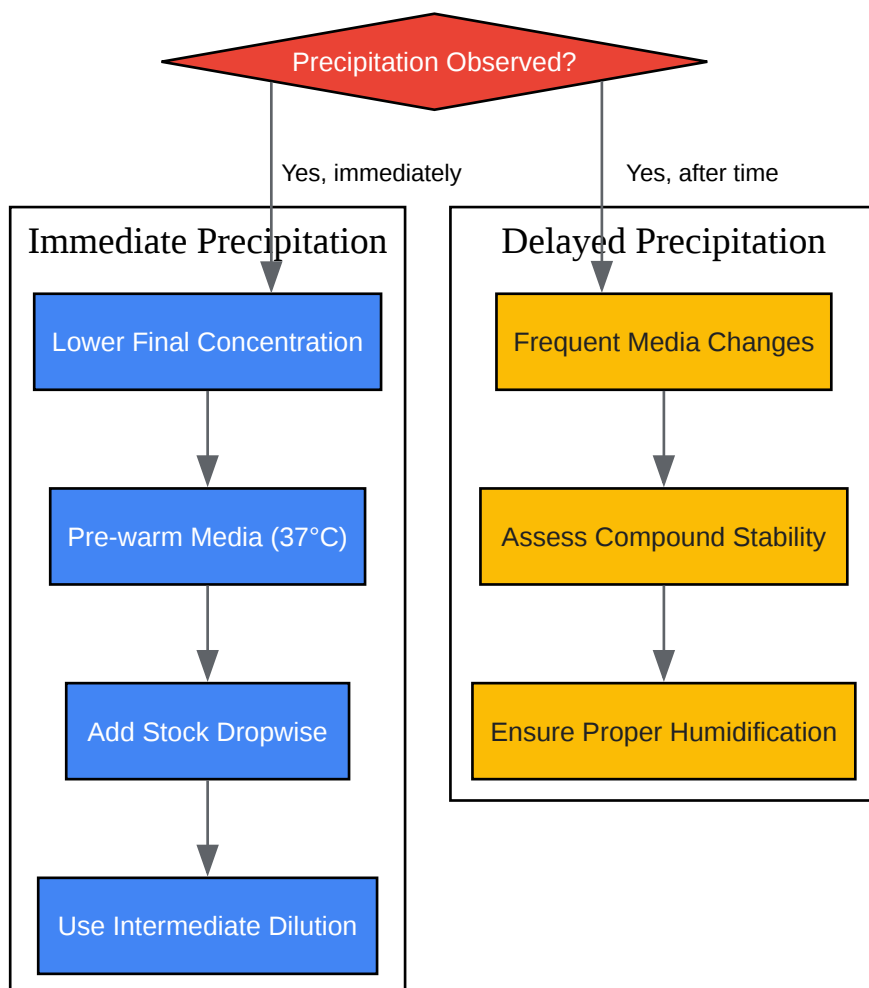 Precipitation Observed?
Yes, immediately
Yes, after time
Immediate Precipitation
Lower Final Concentration
Pre-warm Media (37°C)
Add Stock Dropwise
Use Intermediate Dilution
Delayed Precipitation
Frequent Media Changes
Assess Compound Stability
Ensure Proper Humidification